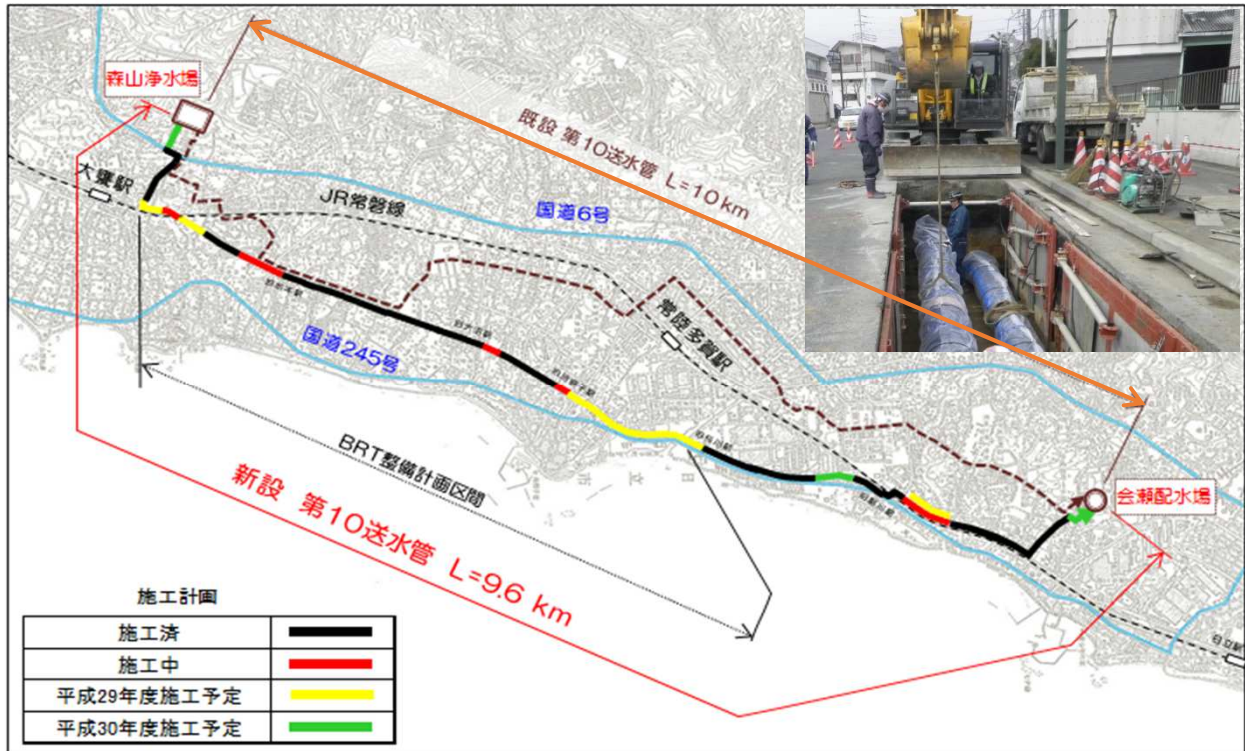 森山浄水場
大甕駅
JR常磐線
国道6号
既設 第10送水管 L=10km
国道245号
常陸多賀駅
会瀬配水場
BRT整備計画区間
新設 第10送水管 L=9.6 km
日立駅
施工計画
施工済
施工中
平成29年度施工予定
平成30年度施工予定